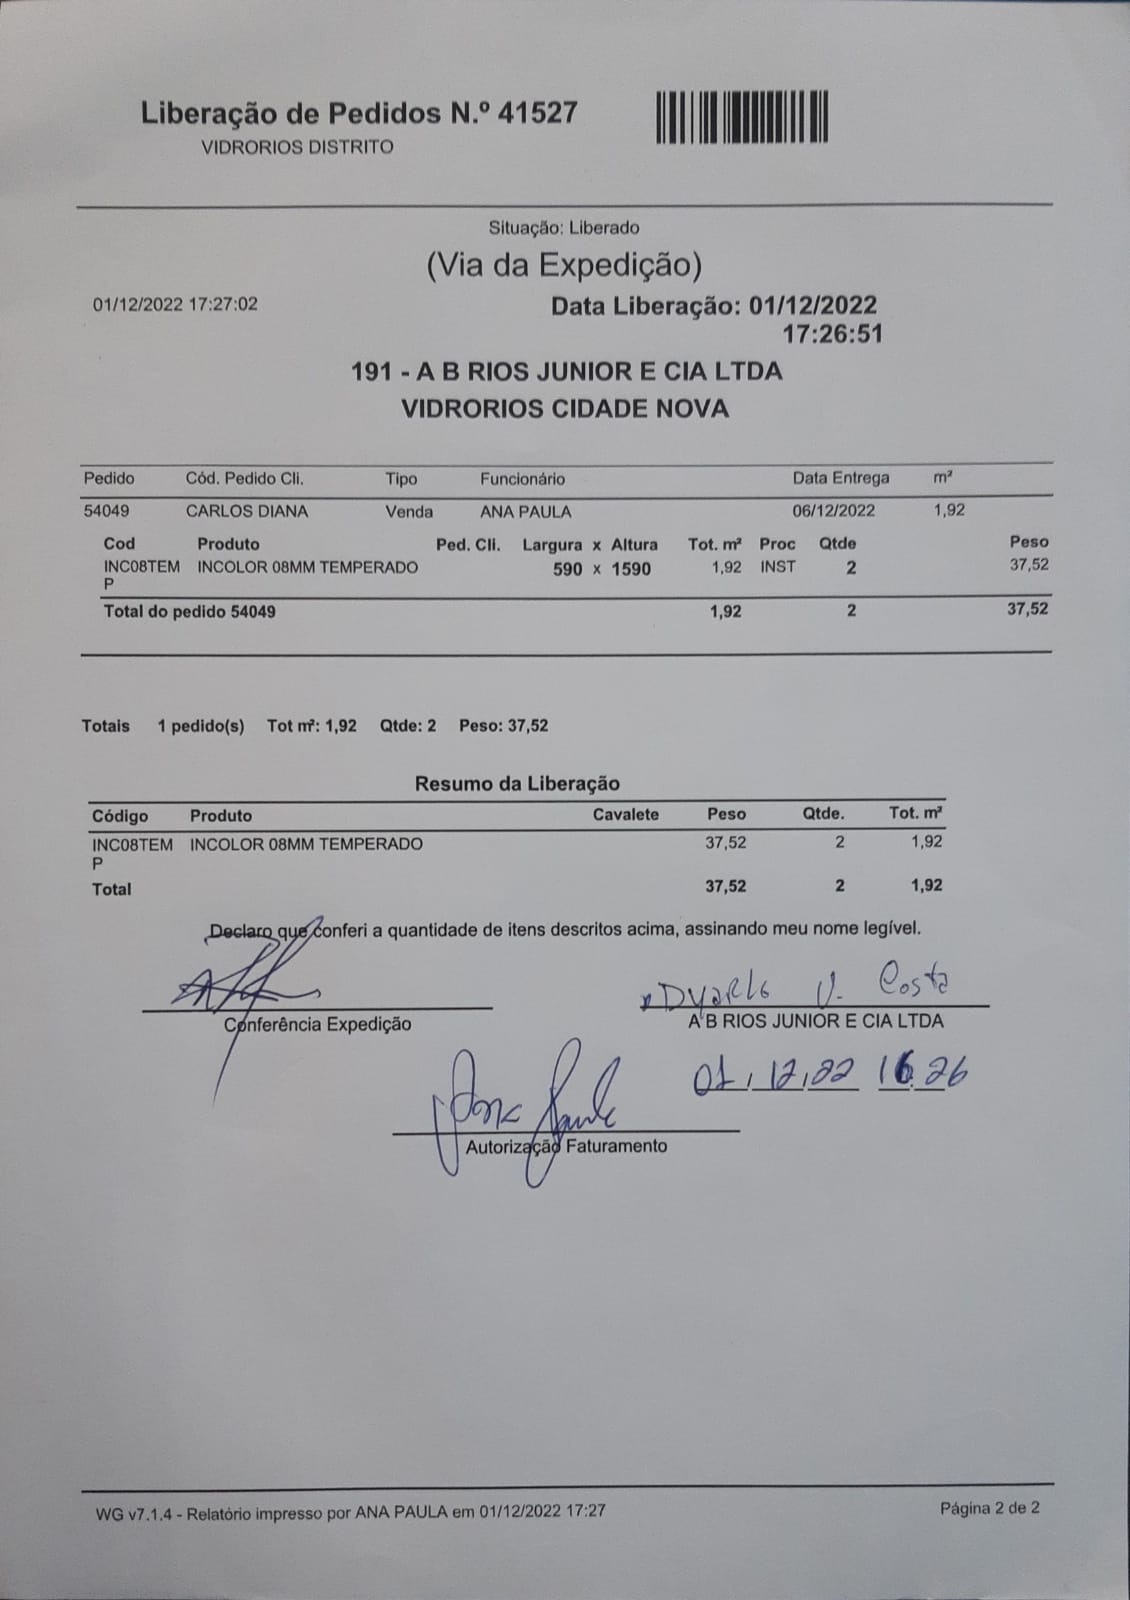 Liberação de Pedidos N.º 41527
VIDRORIOS DISTRITO
Situação: Liberado
(Via da Expedição)
01/12/2022 17:27:02 Data Liberação: 01/12/2022
17:26:51
191 - A B RIOS JUNIOR E CIA LTDA
VIDRORIOS CIDADE NOVA
Pedido Cód. Pedido Cli. Tipo Funcionário Data Entrega m²
54049 CARLOS DIANA Venda ANA PAULA 06/12/2022 1,92
Cod Produto Ped. Cli. Largura x Altura Tot. m² Proc Qtde Peso
INC08TEM INCOLOR 08MM TEMPERADO 590 x 1590 1,92 INST 2 37,52
P
Total do pedido 54049 1,92 2 37,52
Totais 1 pedido(s) Tot m²: 1,92 Qtde: 2 Peso: 37,52
Resumo da Liberação
Código Produto Cavalete Peso Qtde. Tot. m²
INC08TEM INCOLOR 08MM TEMPERADO 37,52 2 1,92
P
Total 37,52 2 1,92
Declaro que conferi a quantidade de itens descritos acima, assinando meu nome legível.
Costa
Conferência Expedição A B RIOS JUNIOR E CIA LTDA
01/12/22 16 26
Ana Paula
Autorização Faturamento
WG v7.1.4 - Relatório impresso por ANA PAULA em 01/12/2022 17:27 Página 2 de 2